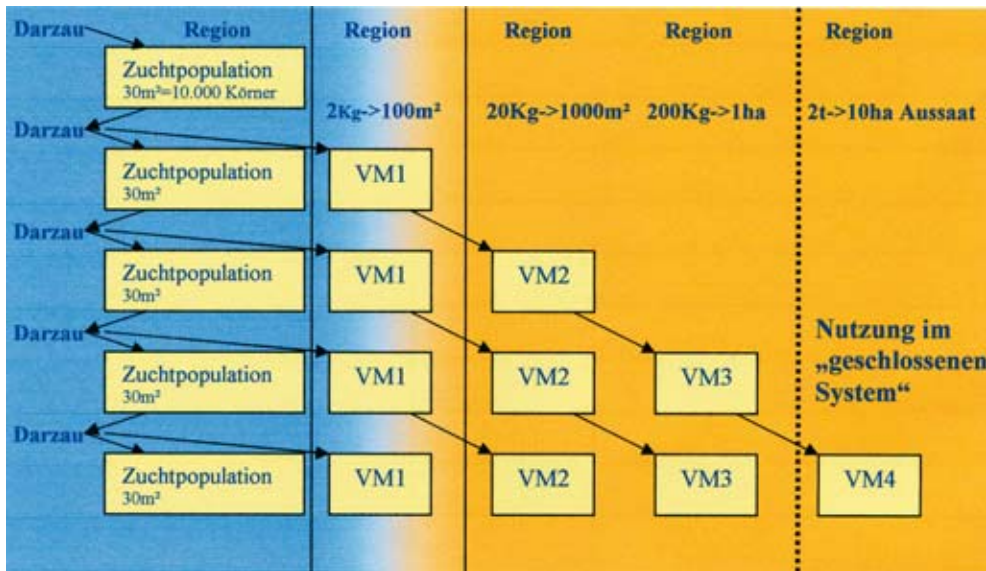 Darzau Region Region Region Region Region
Zuchtpopulation
30m²=10.000 Körner
2Kg->100m² 20Kg->1000m² 200Kg->1ha 2t->10ha Aussaat
Darzau
Zuchtpopulation
30m²
VM1
Darzau
Zuchtpopulation
30m²
VM1 VM2
Darzau
Zuchtpopulation
30m²
VM1 VM2 VM3
Nutzung im
„geschlossenen
System“
Darzau
Zuchtpopulation
30m²
VM1 VM2 VM3 VM4